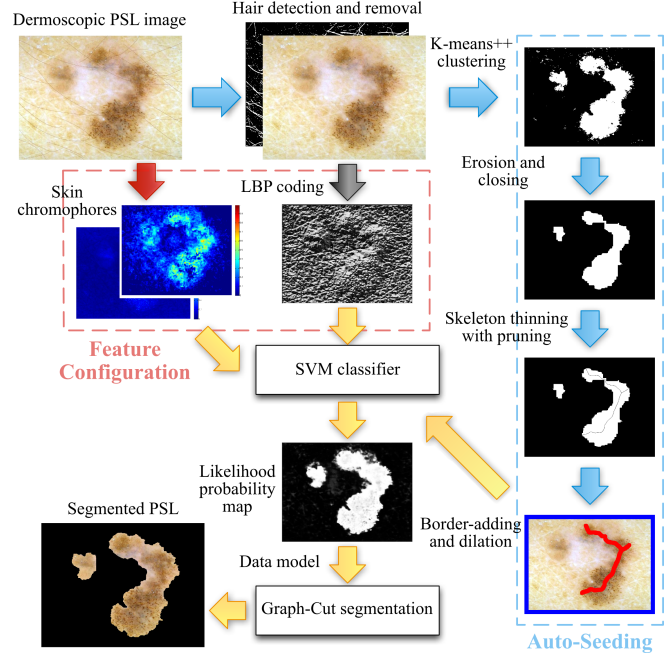 Dermoscopic PSL image
Hair detection and removal
K-means++
clustering
Erosion and
closing
Skin
chromophores
LBP coding
Skeleton thinning
with pruning
Feature
Configuration
SVM classifier
Likelihood
probability
map
Border-adding
and dilation
Segmented PSL
Data model
Graph-Cut segmentation
Auto-Seeding